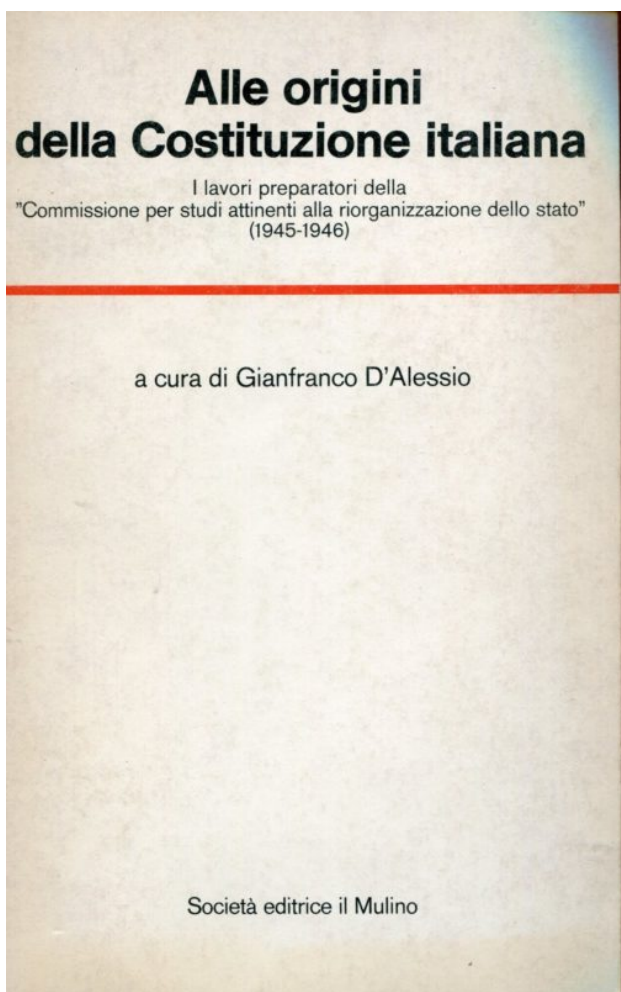 Alle origini
della Costituzione italiana
I lavori preparatori della
"Commissione per studi attinenti alla riorganizzazione dello stato"
(1945-1946)
a cura di Gianfranco D'Alessio
Società editrice il Mulino